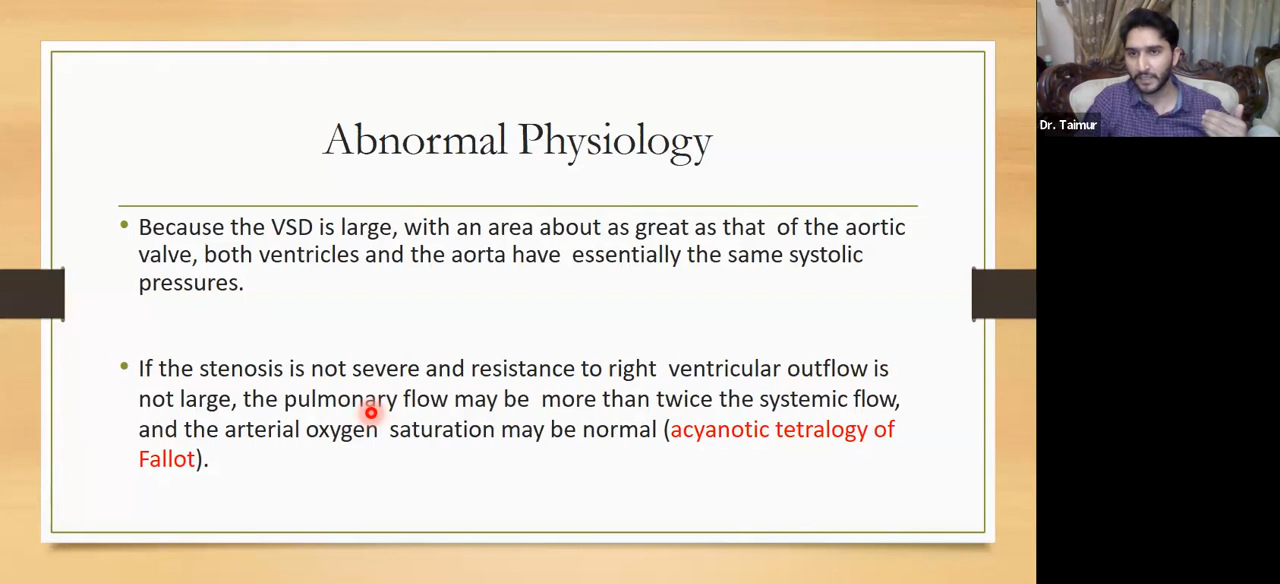 Abnormal Physiology
• Because the VSD is large, with an area about as great as that of the aortic
valve, both ventricles and the aorta have essentially the same systolic
pressures.
• If the stenosis is not severe and resistance to right ventricular outflow is
not large, the pulmonary flow may be more than twice the systemic flow,
and the arterial oxygen saturation may be normal (acyanotic tetralogy of
Fallot).
Dr. Taimur